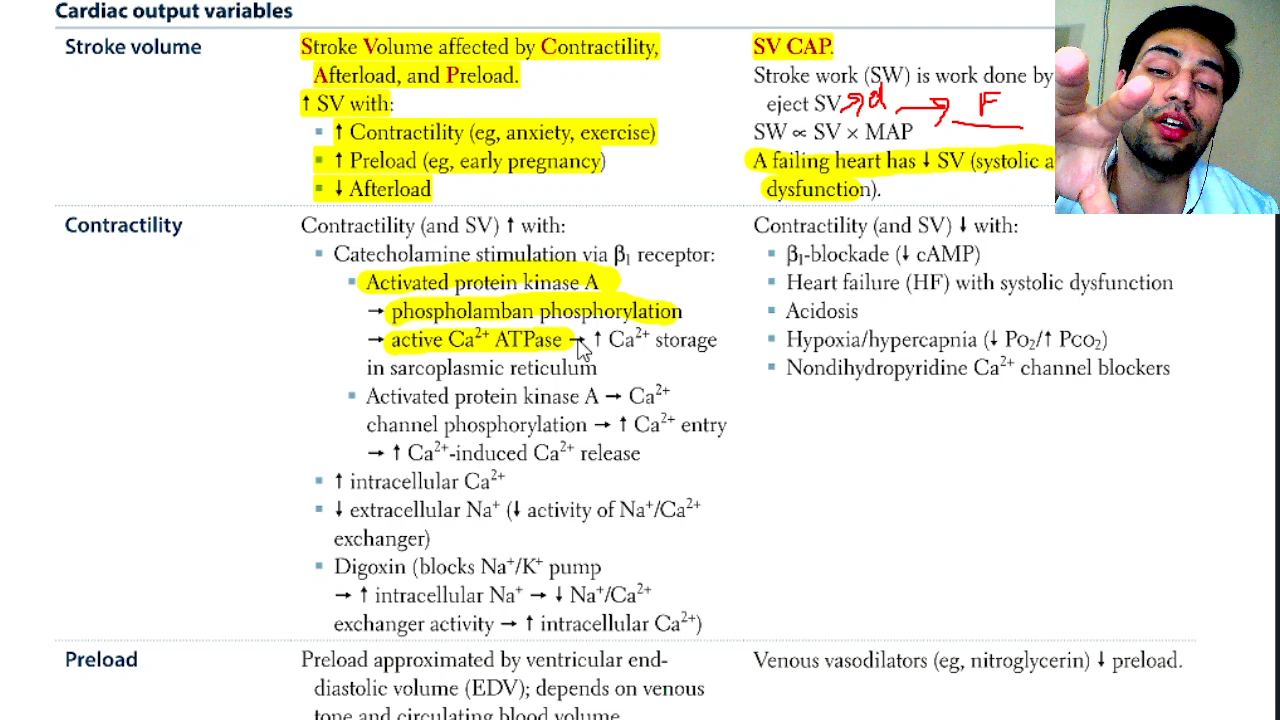 Cardiac output variables
Stroke volume
Stroke Volume affected by Contractility,
Afterload, and Preload.
↑ SV with:
▪ ↑ Contractility (eg, anxiety, exercise)
▪ ↑ Preload (eg, early pregnancy)
▪ ↓ Afterload
SV CAP.
Stroke work (SW) is work done by
eject SV → d → F
SW ∝ SV × MAP
A failing heart has ↓ SV (systolic a
dysfunction).
Contractility
Contractility (and SV) ↑ with:
▪ Catecholamine stimulation via β₁ receptor:
▪ Activated protein kinase A
→ phospholamban phosphorylation
→ active Ca²⁺ ATPase → ↑ Ca²⁺ storage
in sarcoplasmic reticulum
▪ Activated protein kinase A → Ca²⁺
channel phosphorylation → ↑ Ca²⁺ entry
→ ↑ Ca²⁺-induced Ca²⁺ release
▪ ↑ intracellular Ca²⁺
▪ ↓ extracellular Na⁺ (↓ activity of Na⁺/Ca²⁺
exchanger)
▪ Digoxin (blocks Na⁺/K⁺ pump
→ ↑ intracellular Na⁺ → ↓ Na⁺/Ca²⁺
exchanger activity → ↑ intracellular Ca²⁺)
Contractility (and SV) ↓ with:
▪ β₁-blockade (↓ cAMP)
▪ Heart failure (HF) with systolic dysfunction
▪ Acidosis
▪ Hypoxia/hypercapnia (↓ Po₂/↑ Pco₂)
▪ Nondihydropyridine Ca²⁺ channel blockers
Preload
Preload approximated by ventricular end-
diastolic volume (EDV); depends on venous
tone and circulating blood volume
Venous vasodilators (eg, nitroglycerin) ↓ preload.